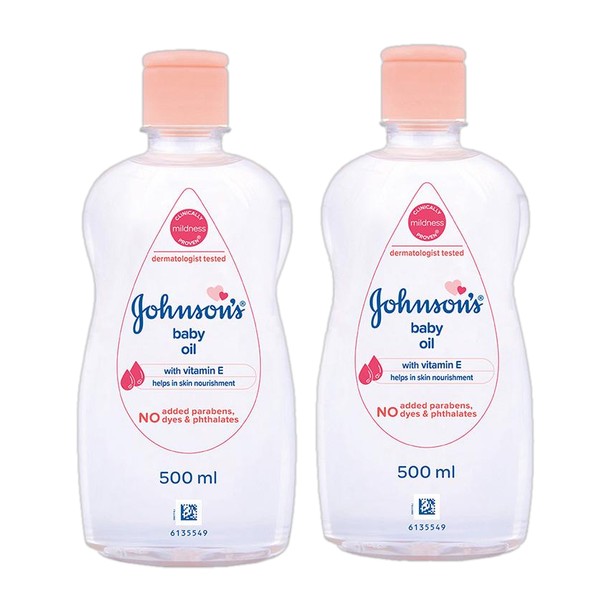 CLINICALLY
mildness
PROVEN®
dermatologist tested
Johnson's®
baby
oil
with vitamin E
helps in skin nourishment
NO added parabens,
dyes & phthalates
500 ml
6135549
CLINICALLY
mildness
PROVEN®
dermatologist tested
Johnson's®
baby
oil
with vitamin E
helps in skin nourishment
NO added parabens,
dyes & phthalates
500 ml
6135549